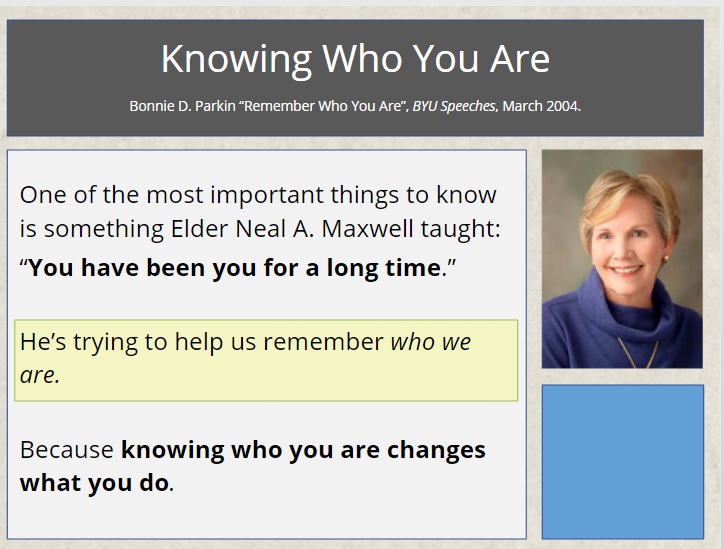 Knowing Who You Are
Bonnie D. Parkin “Remember Who You Are”, BYU Speeches, March 2004.
One of the most important things to know
is something Elder Neal A. Maxwell taught:
“You have been you for a long time.”
He’s trying to help us remember who we
are.
Because knowing who you are changes
what you do.